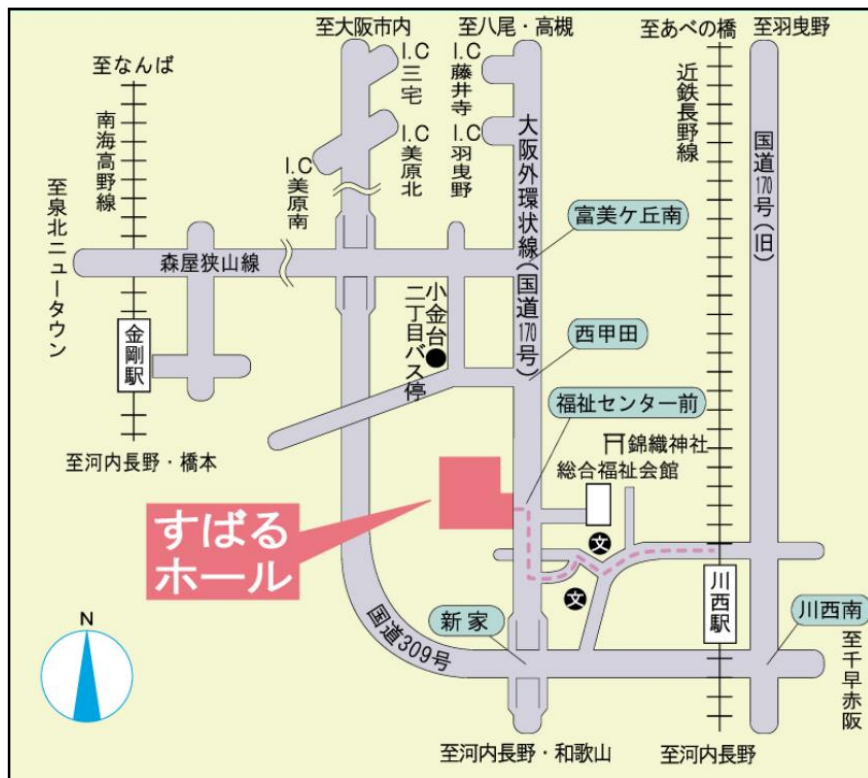 至大阪市内
至八尾・高槻
至あべの橋
至羽曳野
至なんば
I.C 三宅
I.C 藤井寺
近鉄長野線
南海高野線
I.C 美原北
I.C 羽曳野
大阪外環状線(国道170号)
国道170号(旧)
I.C 美原南
至泉北ニュータウン
富美ケ丘南
森屋狭山線
小金台
二丁目バス停
西甲田
金剛駅
福祉センター前
錦織神社
総合福祉会館
至河内長野・橋本
すばる
ホール
文
文
川西駅
新家
川西南
N
国道309号
至千早赤阪
至河内長野・和歌山
至河内長野